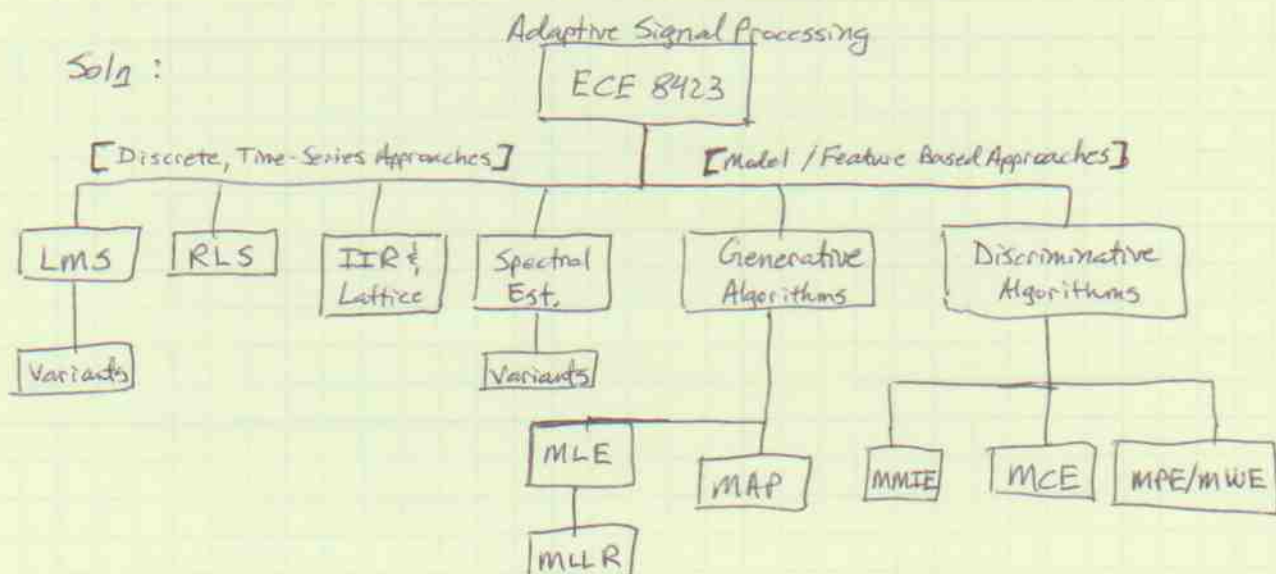 Adaptive Signal Processing
Soln :
ECE 8423
[Discrete, Time-Series Approaches]
[Model / Feature Based Approaches]
LMS
RLS
IIR &
Lattice
Spectral
Est.
Generative
Algorithms
Discriminative
Algorithms
Variants
Variants
MLE
MAP
MMIE
MCE
MPE/MWE
MLLR